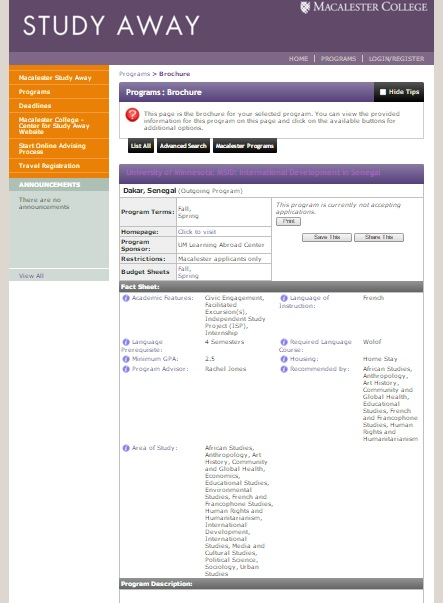 STUDY AWAY
MACALESTER COLLEGE
HOME | PROGRAMS | LOGIN/REGISTER
Macalester Study Away
Programs
Deadlines
Macalester College -
Center for Study Away
Website
Start Online Advising
Process
Travel Registration
ANNOUNCEMENTS
There are no
announcements
View All
Programs > Brochure
Programs : Brochure
Hide Tips
This page is the brochure for your selected program. You can view the provided
information for this program on this page and click on the available buttons for
additional options.
List All
Advanced Search
Macalester Programs
University of Minnesota, MSID: International Development in Senegal
Dakar, Senegal (Outgoing Program)
Program Terms: Fall,
Spring
Homepage: Click to visit
Program
Sponsor: UM Learning Abroad Center
Restrictions: Macalester applicants only
Budget Sheets Fall,
Spring
This program is currently not accepting
applications.
Print
Save This
Share This
Fact Sheet:
Academic Features: Civic Engagement,
Facilitated
Excursion(s),
Independent Study
Project (ISP),
Internship
Language of
Instruction: French
Language
Prerequisite: 4 Semesters
Required Language
Course: Wolof
Minimum GPA: 2.5
Housing: Home Stay
Program Advisor: Rachel Jones
Recommended by: African Studies,
Anthropology,
Art History,
Community and
Global Health,
Educational
Studies, French
and Francophone
Studies, Human
Rights and
Humanitarianism
Area of Study: African Studies,
Anthropology, Art
History, Community
and Global Health,
Economics,
Educational Studies,
Environmental
Studies, French and
Francophone Studies,
Human Rights and
Humanitarianism,
International
Development,
International
Studies, Media and
Cultural Studies,
Political Science,
Sociology, Urban
Studies
Program Description: